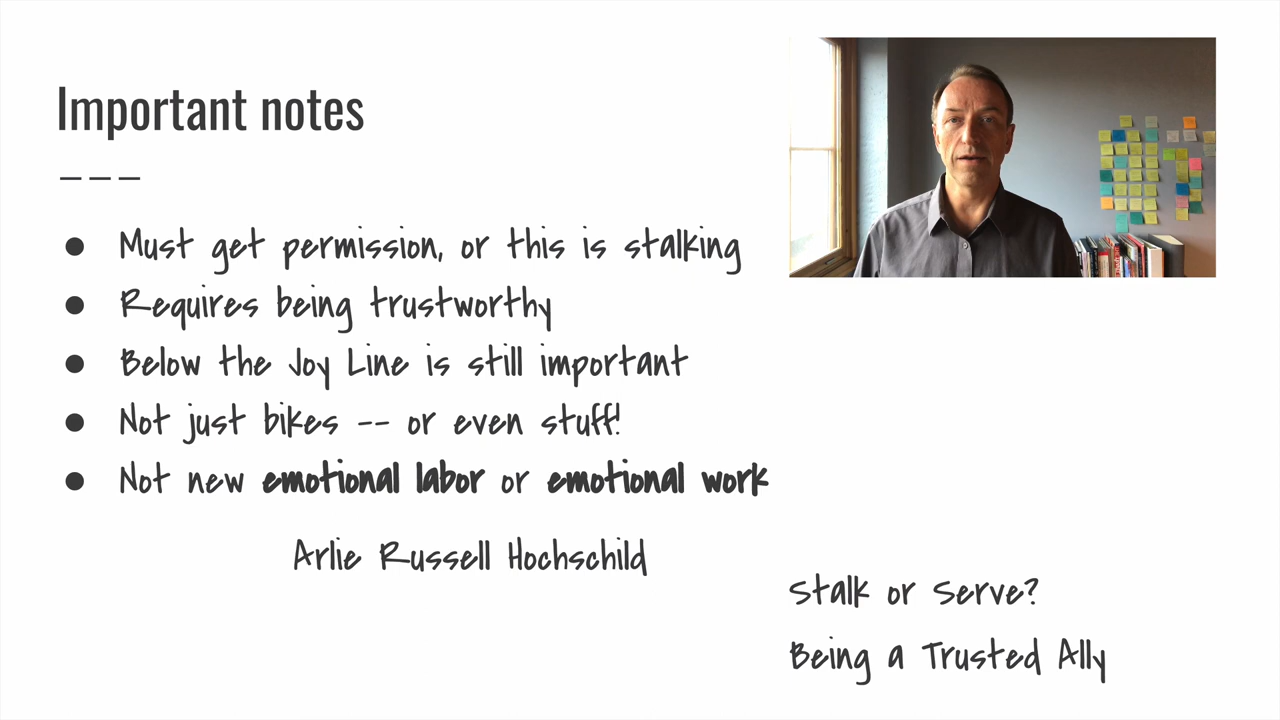 Important notes
---
● Must get permission, or this is stalking
● Requires being trustworthy
● Below the Joy Line is still important
● Not just bikes -- or even stuff!
● Not new emotional labor or emotional work
Arlie Russell Hochschild
Stalk or Serve?
Being a Trusted Ally